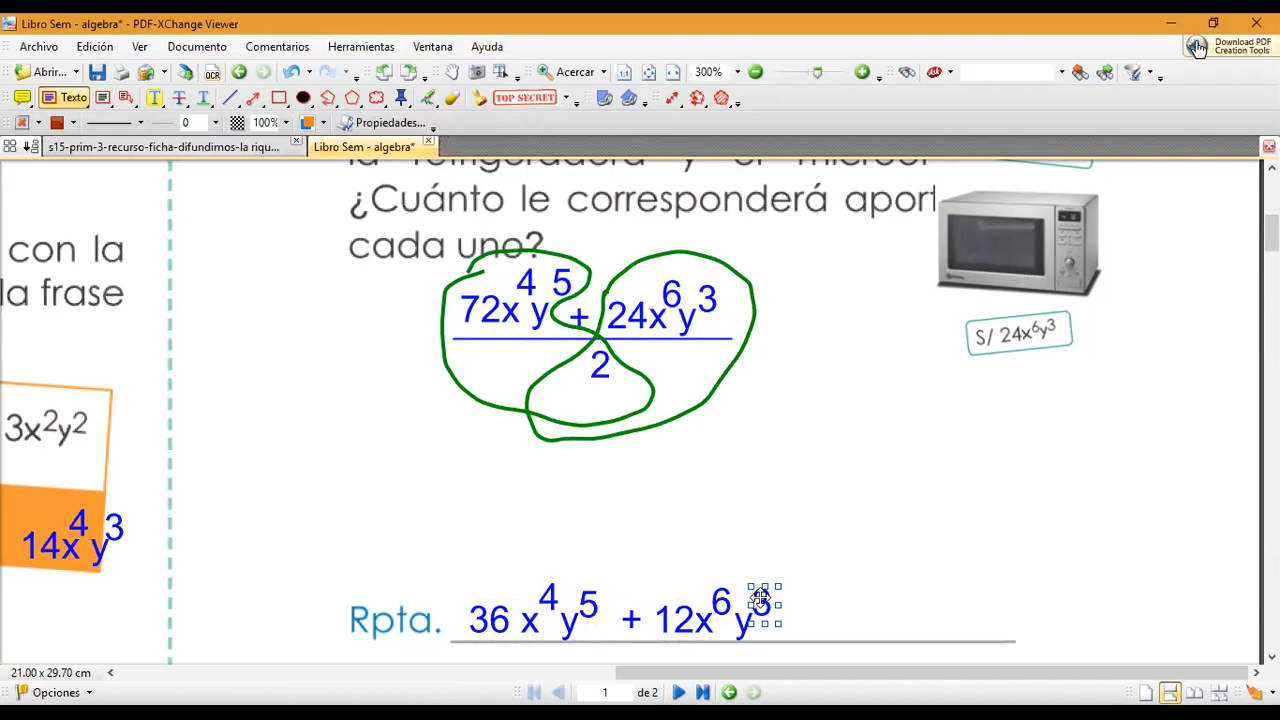 Libro Sem - algebra* - PDF-XChange Viewer
Archivo Edición Ver Documento Comentarios Herramientas Ventana Ayuda
Download PDF
Creation Tools
Abrir... OCR Acercar 300%
Texto TOP SECRET
0 100% Propiedades...
s15-prim-3-recurso-ficha-difundimos-la riqu... Libro Sem - algebra*
¿Cuánto le corresponderá aport
cada uno?
con la
la frase
72x⁴y⁵ + 24x⁶y³
2
S/ 24x⁶y³
3x²y²
14x⁴y³
Rpta. 36 x⁴y⁵ + 12x⁶y³
21.00 x 29.70 cm
Opciones 1 de 2